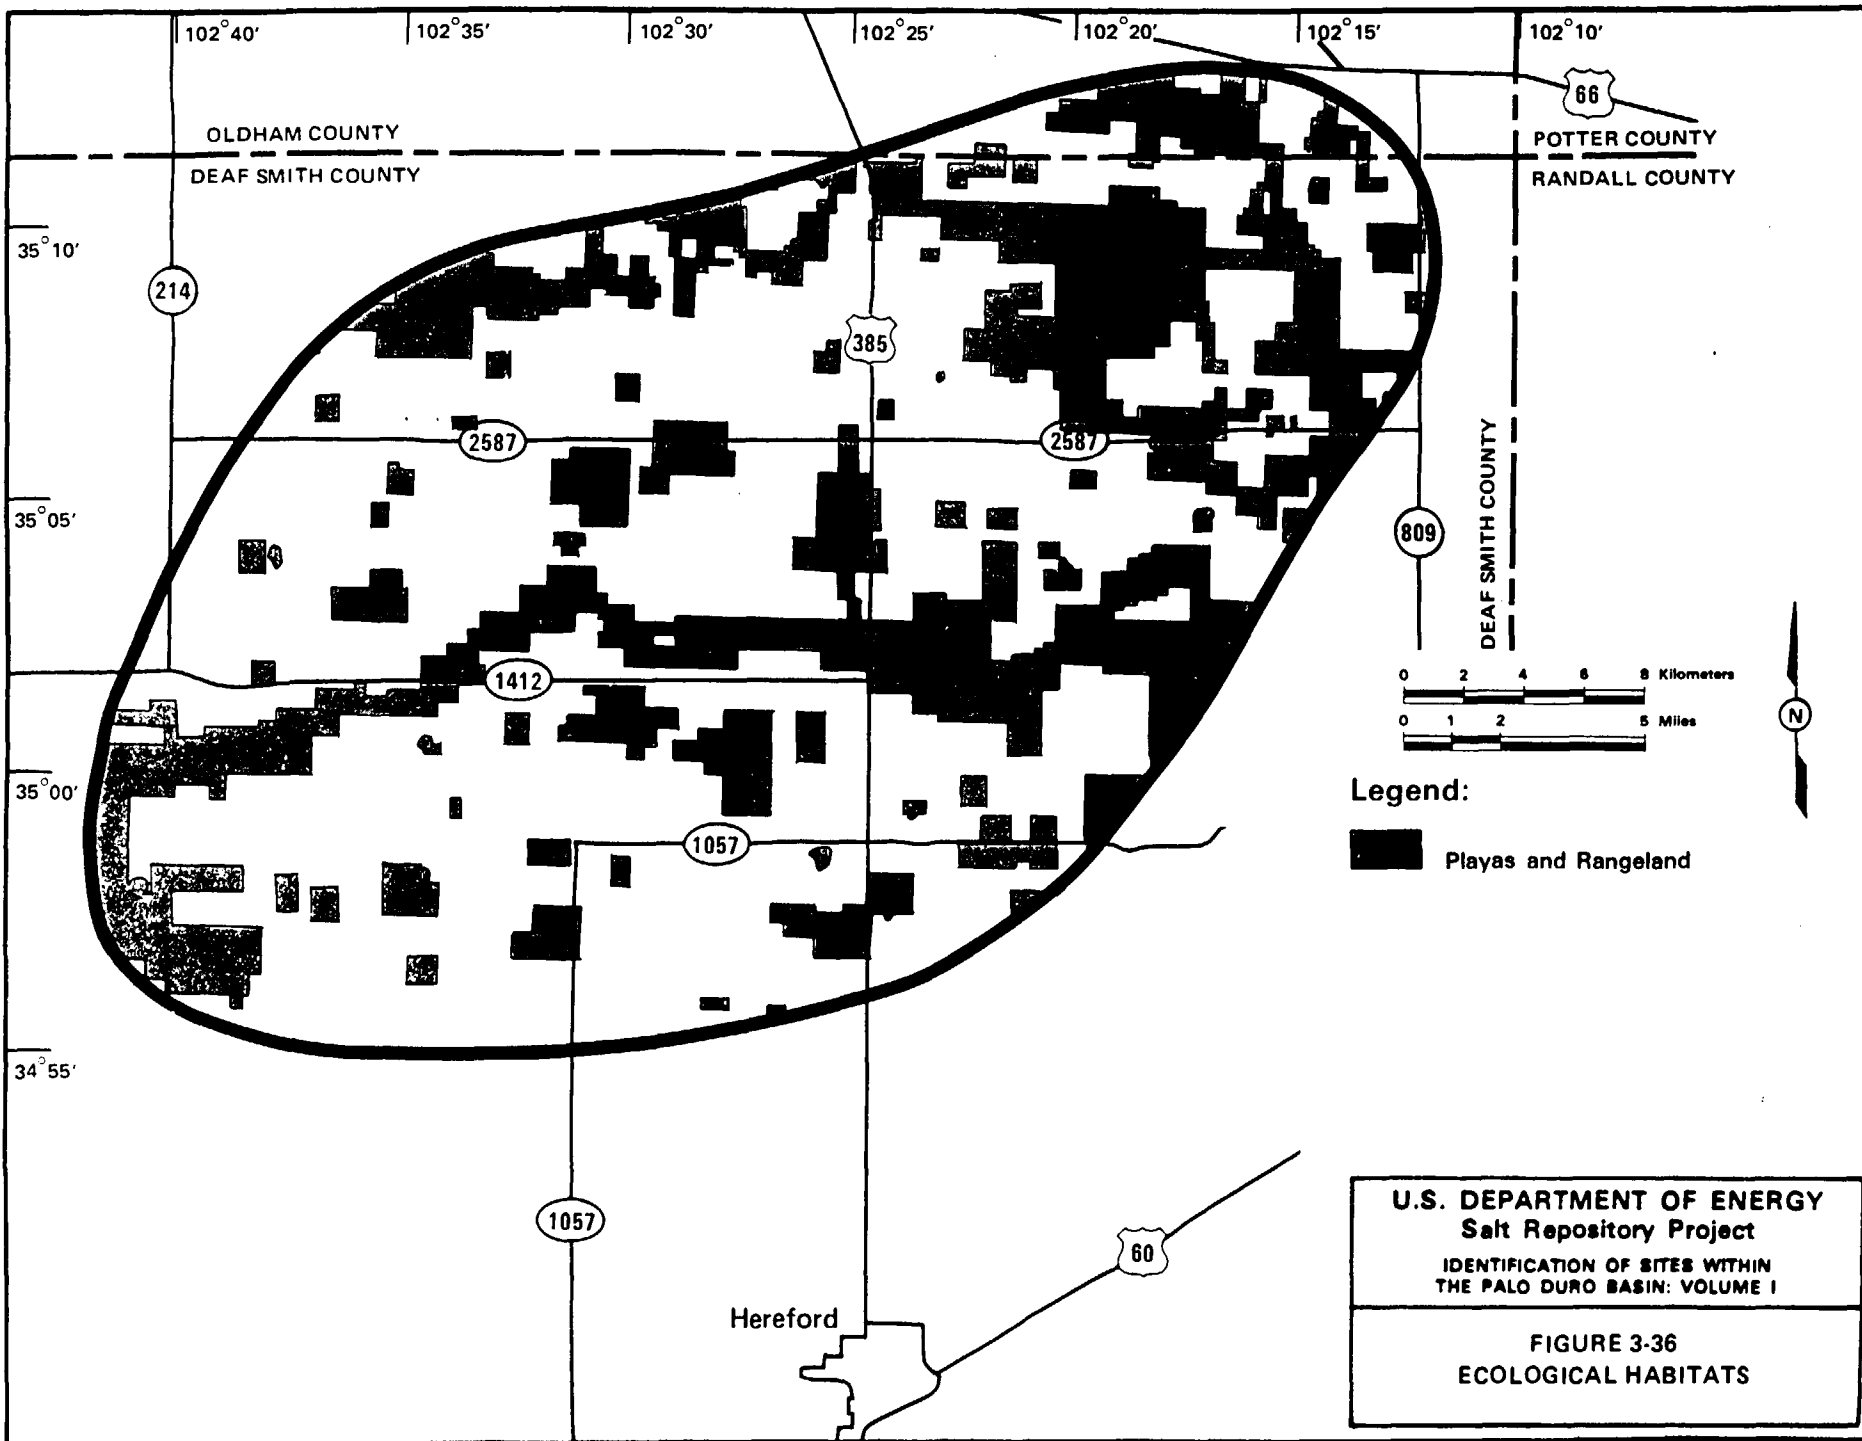 102°40'
102°35'
102°30'
102°25'
102°20'
102°15'
102°10'
66
OLDHAM COUNTY
POTTER COUNTY
DEAF SMITH COUNTY
RANDALL COUNTY
35°10'
214
385
2587
2587
35°05'
809
DEAF SMITH COUNTY
1412
0 2 4 6 8 Kilometers
0 1 2 5 Miles
N
35°00'
Legend:
1057
Playas and Rangeland
34°55'
1057
60
Hereford
U.S. DEPARTMENT OF ENERGY
Salt Repository Project
IDENTIFICATION OF SITES WITHIN
THE PALO DURO BASIN: VOLUME I
FIGURE 3-36
ECOLOGICAL HABITATS